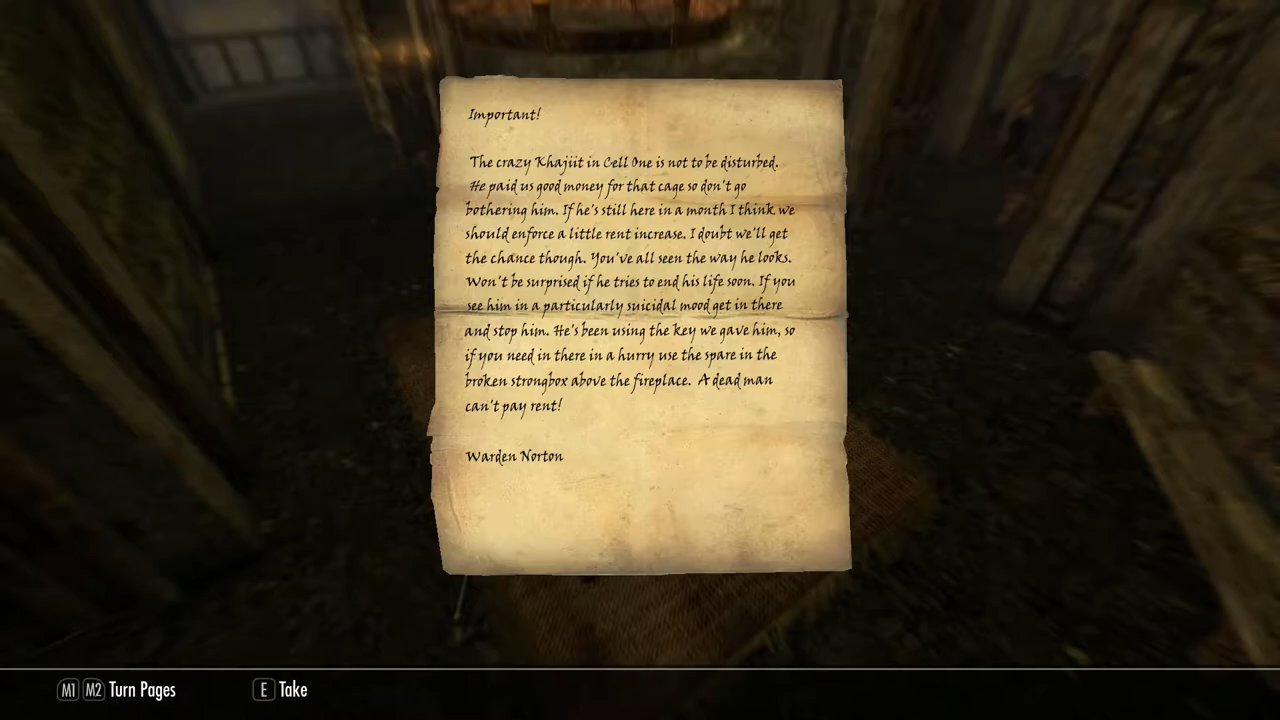 Important!
The crazy Khajiit in Cell One is not to be disturbed.
He paid us good money for that cage so don't go
bothering him. If he's still here in a month I think we
should enforce a little rent increase. I doubt we'll get
the chance though. You've all seen the way he looks.
Won't be surprised if he tries to end his life soon. If you
see him in a particularly suicidal mood get in there
and stop him. He's been using the key we gave him, so
if you need in there in a hurry use the spare in the
broken strongbox above the fireplace. A dead man
can't pay rent!
Warden Norton
M1 M2 Turn Pages E Take